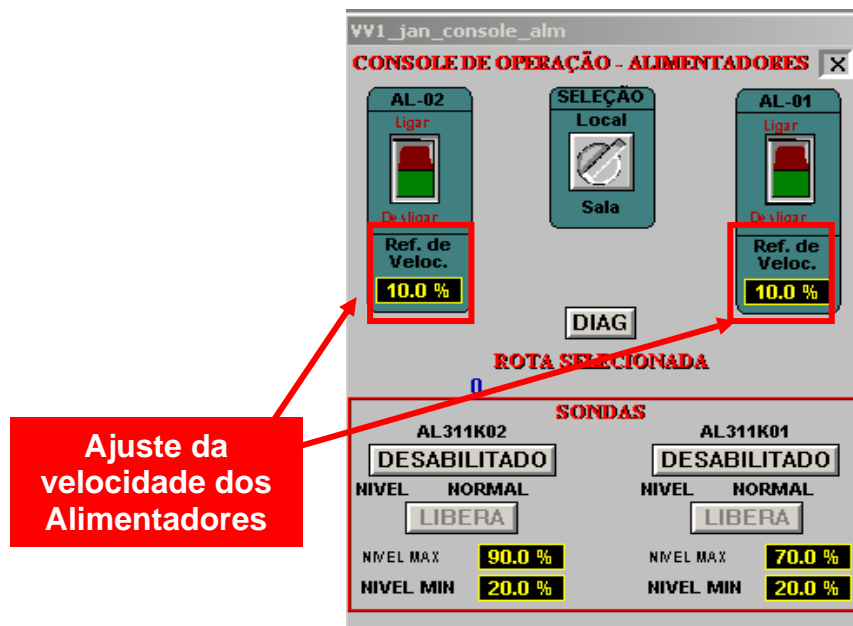 VV1_jan_console_alm
CONSOLE DE OPERAÇÃO - ALIMENTADORES X
AL-02
Ligar
Desligar
Ref. de
Veloc.
10.0 %
SELEÇÃO
Local
Sala
AL-01
Ligar
Desligar
Ref. de
Veloc.
10.0 %
DIAG
ROTA SELECIONADA
0
Ajuste da
velocidade dos
Alimentadores
SONDAS
AL311K02
DESABILITADO
NIVEL NORMAL
LIBERA
NIVEL MAX 90.0 %
NIVEL MIN 20.0 %
AL311K01
DESABILITADO
NIVEL NORMAL
LIBERA
NIVEL MAX 70.0 %
NIVEL MIN 20.0 %